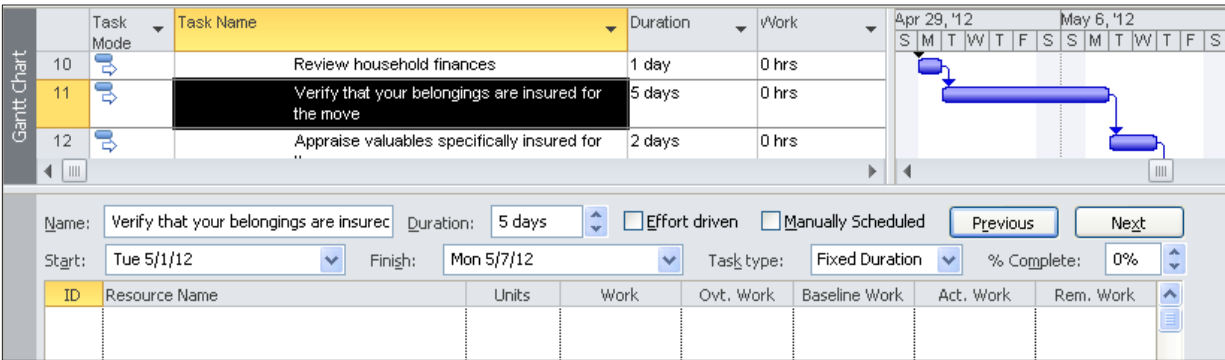 Gantt Chart
Task Mode Task Name Duration Work Apr 29, '12 May 6, '12
S M T W T F S S M T W T F S
10 Review household finances 1 day 0 hrs
11 Verify that your belongings are insured for 5 days 0 hrs
the move
12 Appraise valuables specifically insured for 2 days 0 hrs
Name: Verify that your belongings are insured Duration: 5 days Effort driven Manually Scheduled Previous Next
Start: Tue 5/1/12 Finish: Mon 5/7/12 Task type: Fixed Duration % Complete: 0%
ID Resource Name Units Work Ovt. Work Baseline Work Act. Work Rem. Work